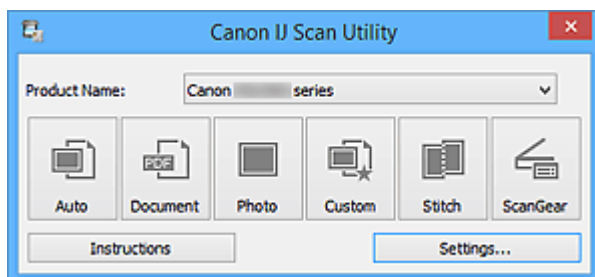 Canon IJ Scan Utility
Product Name: Canon series
PDF
Auto Document Photo Custom Stitch ScanGear
Instructions Settings...